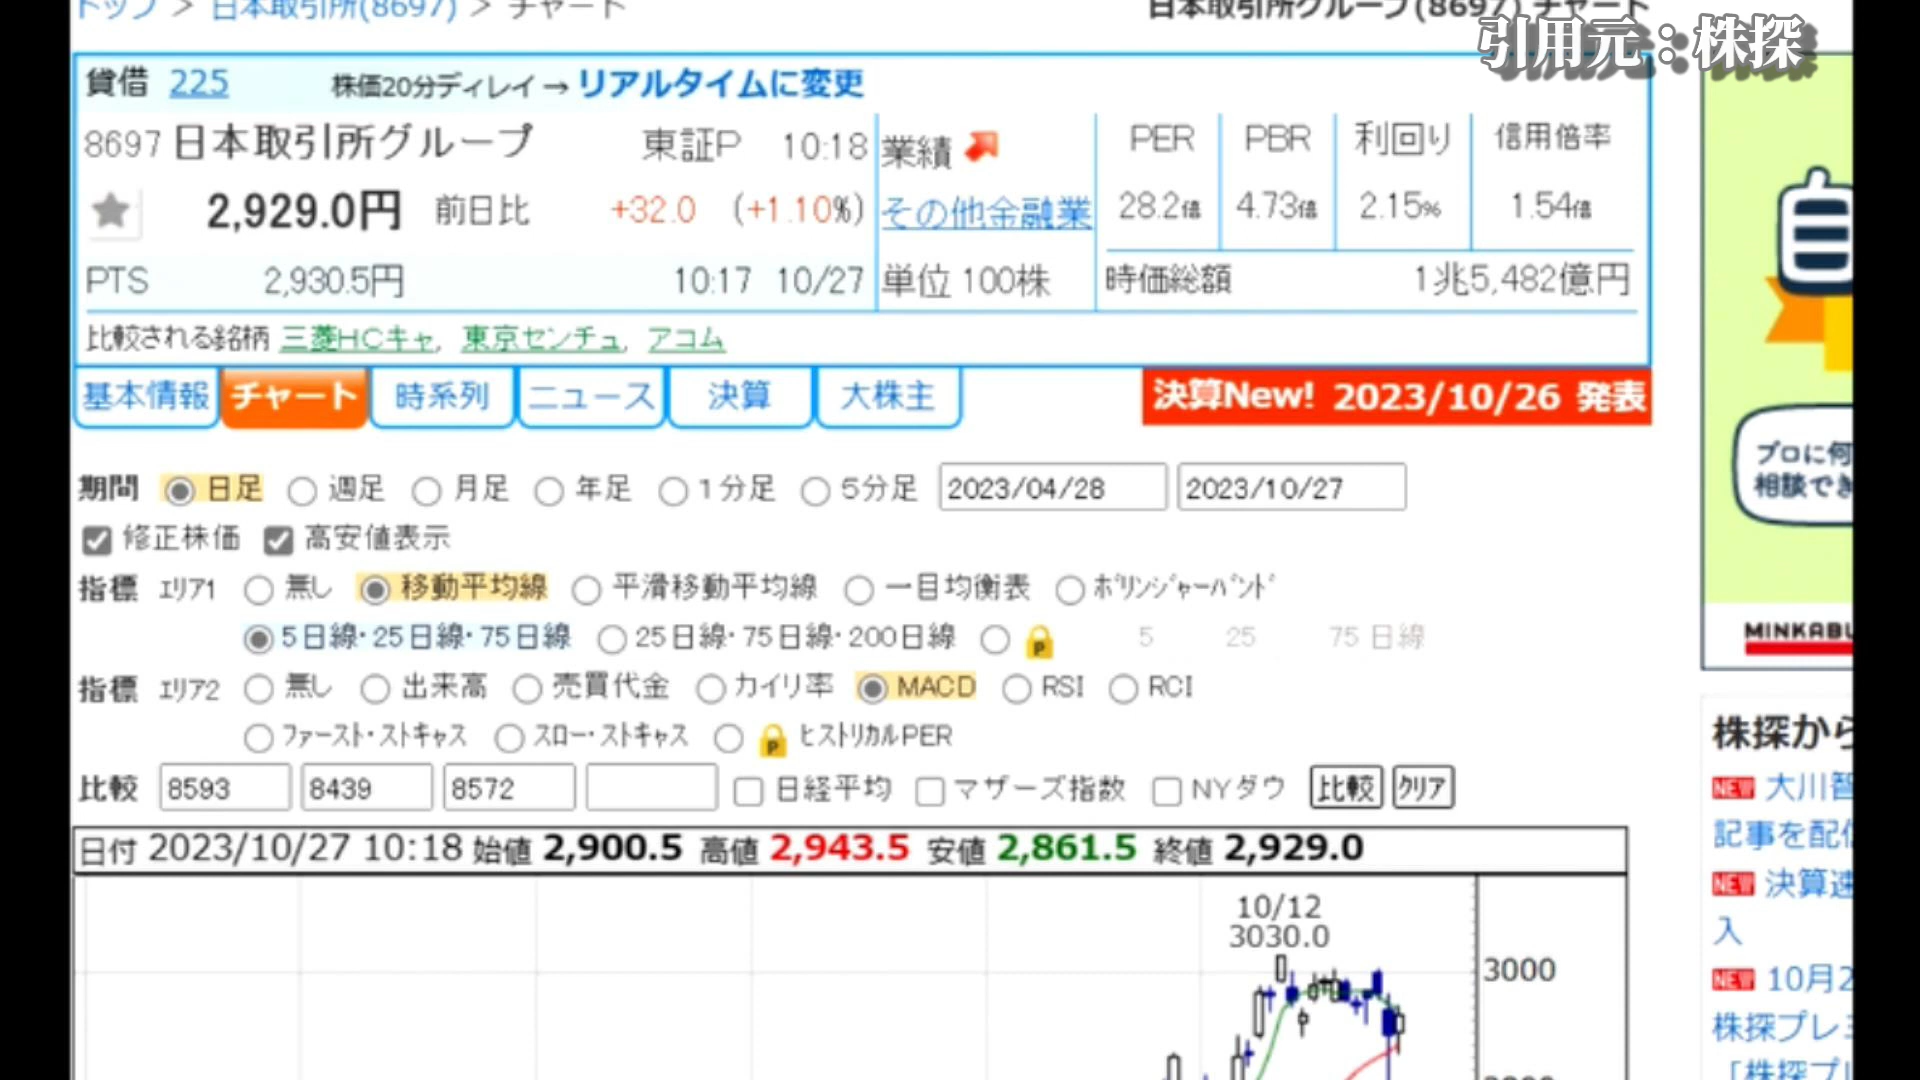 トップ > 日本取引所(8697) > チャート
日本取引所グループ(8697) チャート
引用元:株探
貸借 225 株価20分ディレイ→リアルタイムに変更
8697 日本取引所グループ 東証P 10:18
2,929.0円 前日比 +32.0 (+1.10%)
PTS 2,930.5円 10:17 10/27
業績
その他金融業
単位 100株
PER PBR 利回り 信用倍率
28.2倍 4.73倍 2.15% 1.54倍
時価総額 1兆5,482億円
比較される銘柄 三菱HCキャ, 東京センチュ, アコム
基本情報 チャート 時系列 ニュース 決算 大株主
決算New! 2023/10/26 発表
期間 日足 週足 月足 年足 1分足 5分足 2023/04/28 2023/10/27
修正株価 高安値表示
指標 エリア1 無し 移動平均線 平滑移動平均線 一目均衡表 ボリンジャーバンド
5日線・25日線・75日線 25日線・75日線・200日線 P 5 25 75 日線
指標 エリア2 無し 出来高 売買代金 カイリ率 MACD RSI RCI
ファースト・ストキャス スロー・ストキャス P ヒストリカルPER
比較 8593 8439 8572 日経平均 マザーズ指数 NYダウ 比較 クリア
日付 2023/10/27 10:18 始値 2,900.5 高値 2,943.5 安値 2,861.5 終値 2,929.0
10/12
3030.0
3000
プロに何
相談でき
MINKABU
株探から
NEW 大川智
記事を配信
NEW 決算速
入
NEW 10月2
株探プレミ
「株探プレ